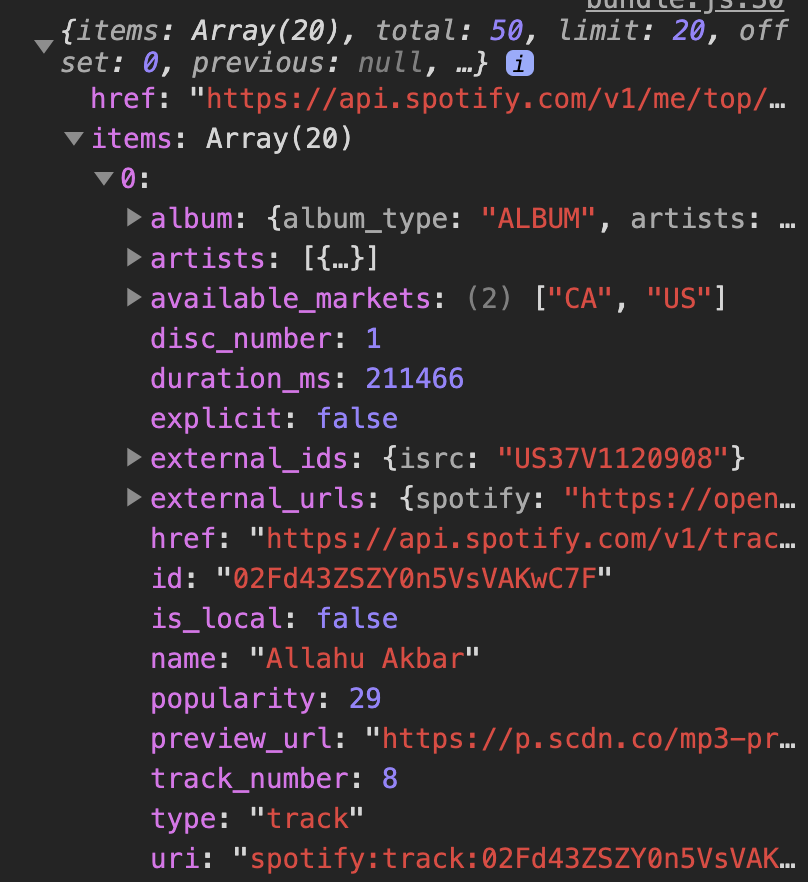 bundle.js:30
{items: Array(20), total: 50, limit: 20, off
set: 0, previous: null, …} i
href: "https://api.spotify.com/v1/me/top/…
items: Array(20)
0:
album: {album_type: "ALBUM", artists: …
artists: [{…}]
available_markets: (2) ["CA", "US"]
disc_number: 1
duration_ms: 211466
explicit: false
external_ids: {isrc: "US37V1120908"}
external_urls: {spotify: "https://open…
href: "https://api.spotify.com/v1/trac…
id: "02Fd43ZSZY0n5VsVAKwC7F"
is_local: false
name: "Allahu Akbar"
popularity: 29
preview_url: "https://p.scdn.co/mp3-pr…
track_number: 8
type: "track"
uri: "spotify:track:02Fd43ZSZY0n5VsVAK…